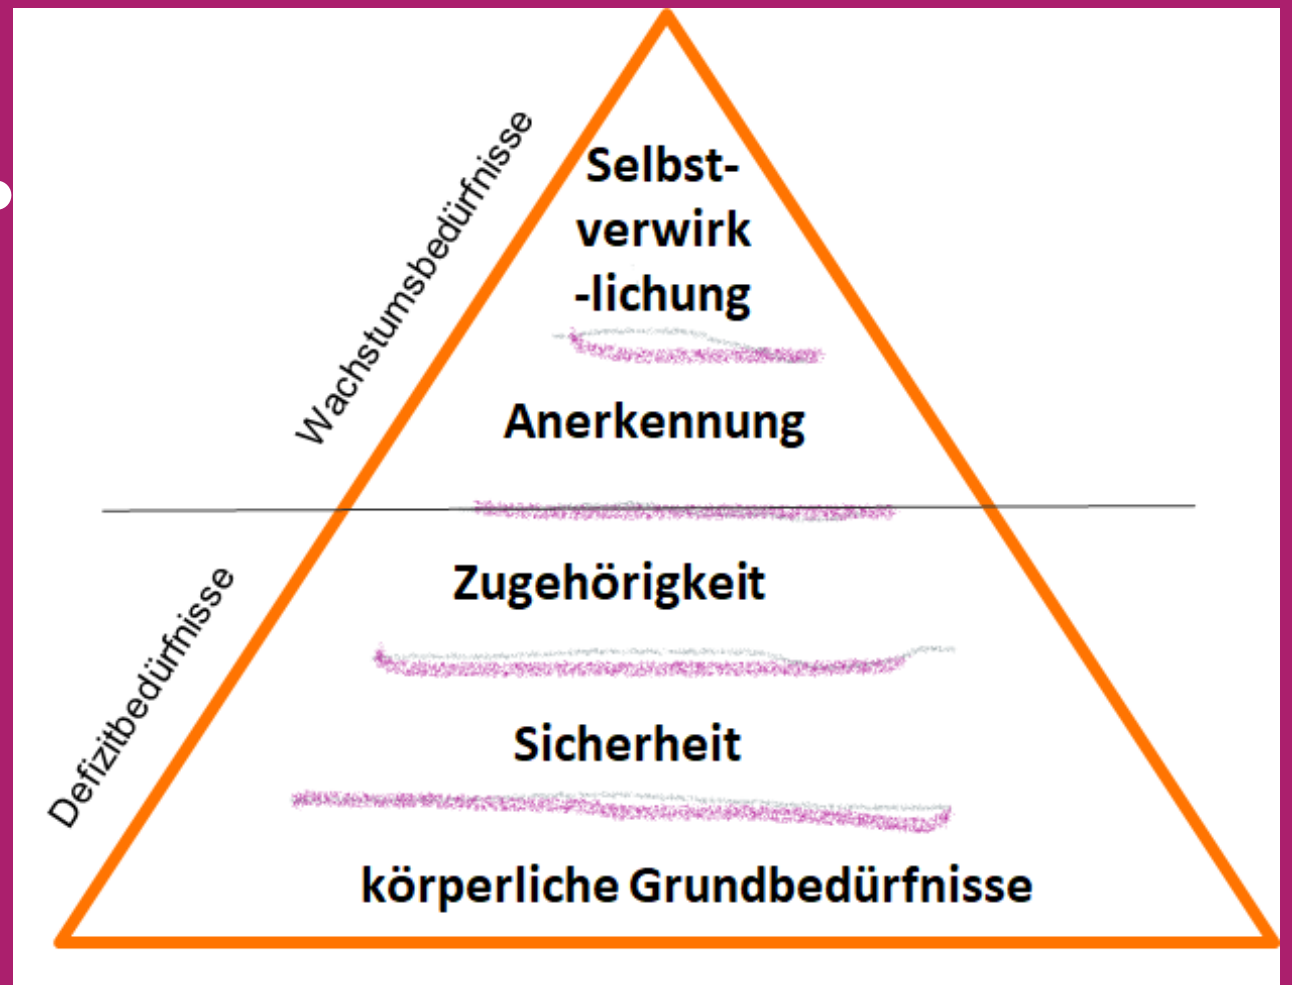 Wachstumsbedürfnisse
Selbst-
verwirk
-lichung
Anerkennung
Defizitbedürfnisse
Zugehörigkeit
Sicherheit
körperliche Grundbedürfnisse